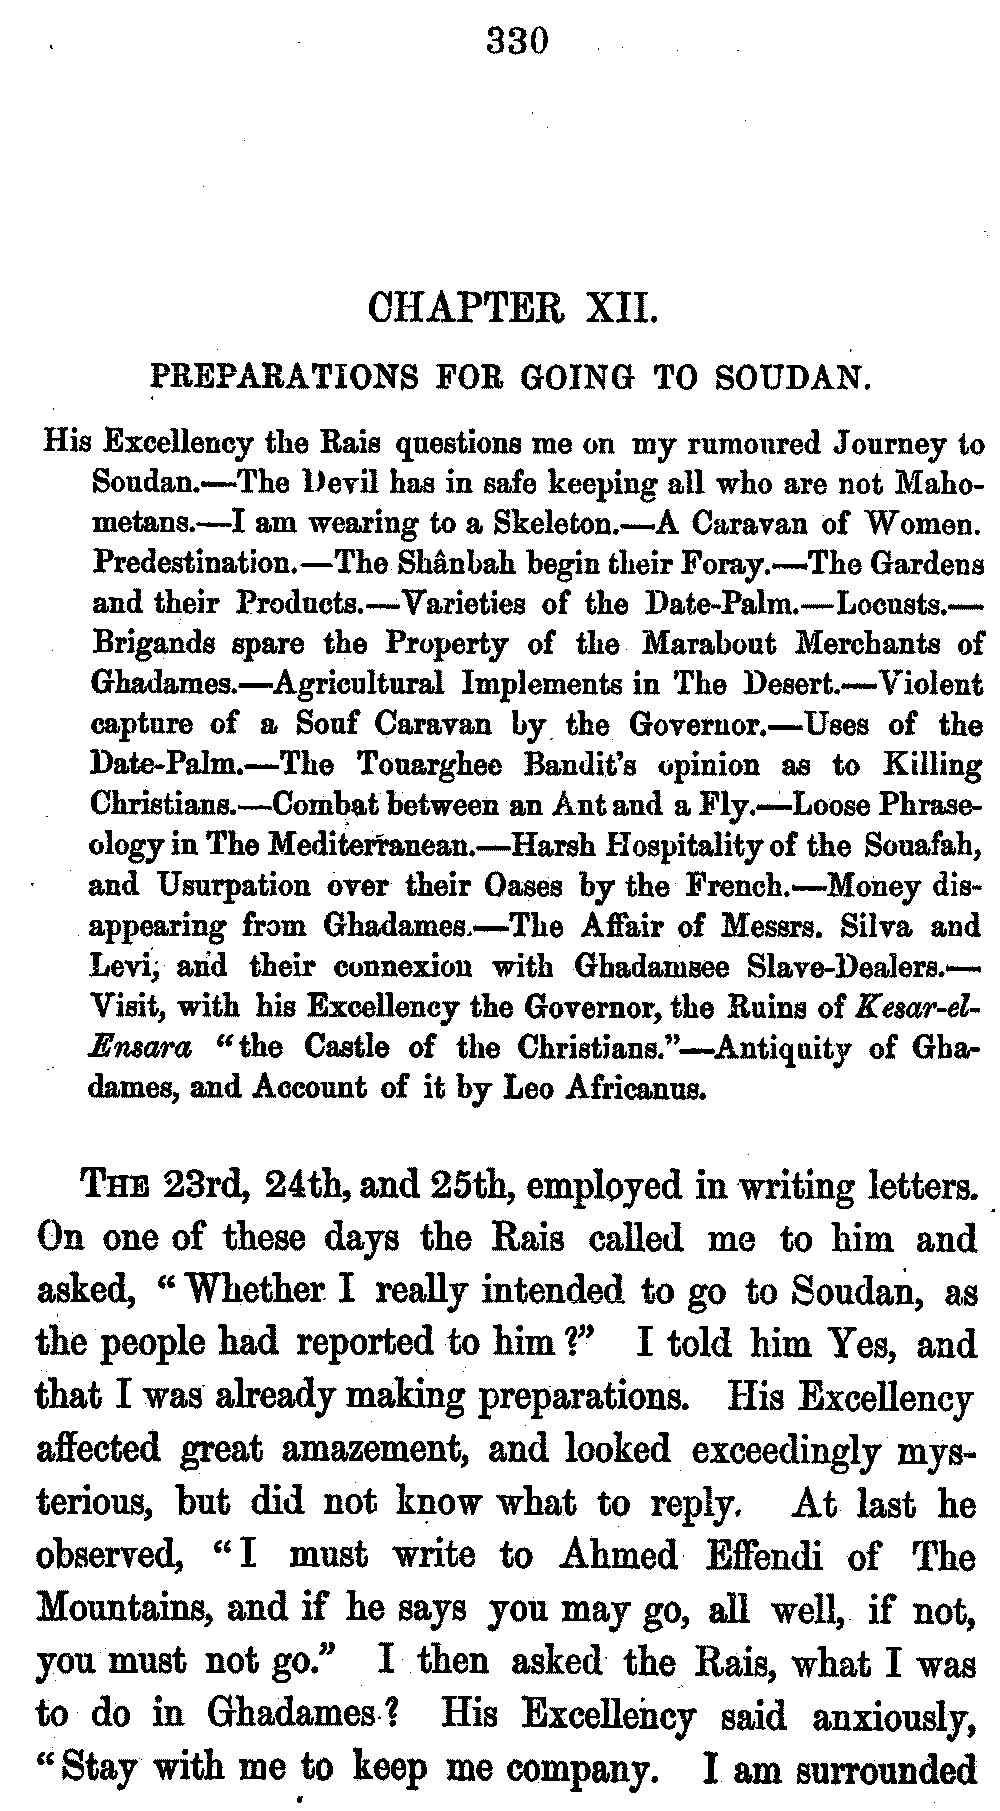 330
CHAPTER XII.
PREPARATIONS FOR GOING TO SOUDAN.
His Excellency the Rais questions me on my rumoured Journey to
Soudan.—The Devil has in safe keeping all who are not Maho-
metans.—I am wearing to a Skeleton.—A Caravan of Women.
Predestination.—The Shânbah begin their Foray.—The Gardens
and their Products.—Varieties of the Date-Palm.—Locusts.—
Brigands spare the Property of the Marabout Merchants of
Ghadames.—Agricultural Implements in The Desert.—Violent
capture of a Souf Caravan by the Governor.—Uses of the
Date-Palm.—The Touarghee Bandit's opinion as to Killing
Christians.—Combat between an Ant and a Fly.—Loose Phrase-
ology in The Mediterranean.—Harsh Hospitality of the Souafah,
and Usurpation over their Oases by the French.—Money dis-
appearing from Ghadames.—The Affair of Messrs. Silva and
Levi, and their connexion with Ghadamsee Slave-Dealers.—
Visit, with his Excellency the Governor, the Ruins of Kesar-el-
Ensara "the Castle of the Christians."—Antiquity of Gha-
dames, and Account of it by Leo Africanus.
THE 23rd, 24th, and 25th, employed in writing letters.
On one of these days the Rais called me to him and
asked, "Whether I really intended to go to Soudan, as
the people had reported to him?" I told him Yes, and
that I was already making preparations. His Excellency
affected great amazement, and looked exceedingly mys-
terious, but did not know what to reply. At last he
observed, "I must write to Ahmed Effendi of The
Mountains, and if he says you may go, all well, if not,
you must not go." I then asked the Rais, what I was
to do in Ghadames? His Excellency said anxiously,
"Stay with me to keep me company. I am surrounded